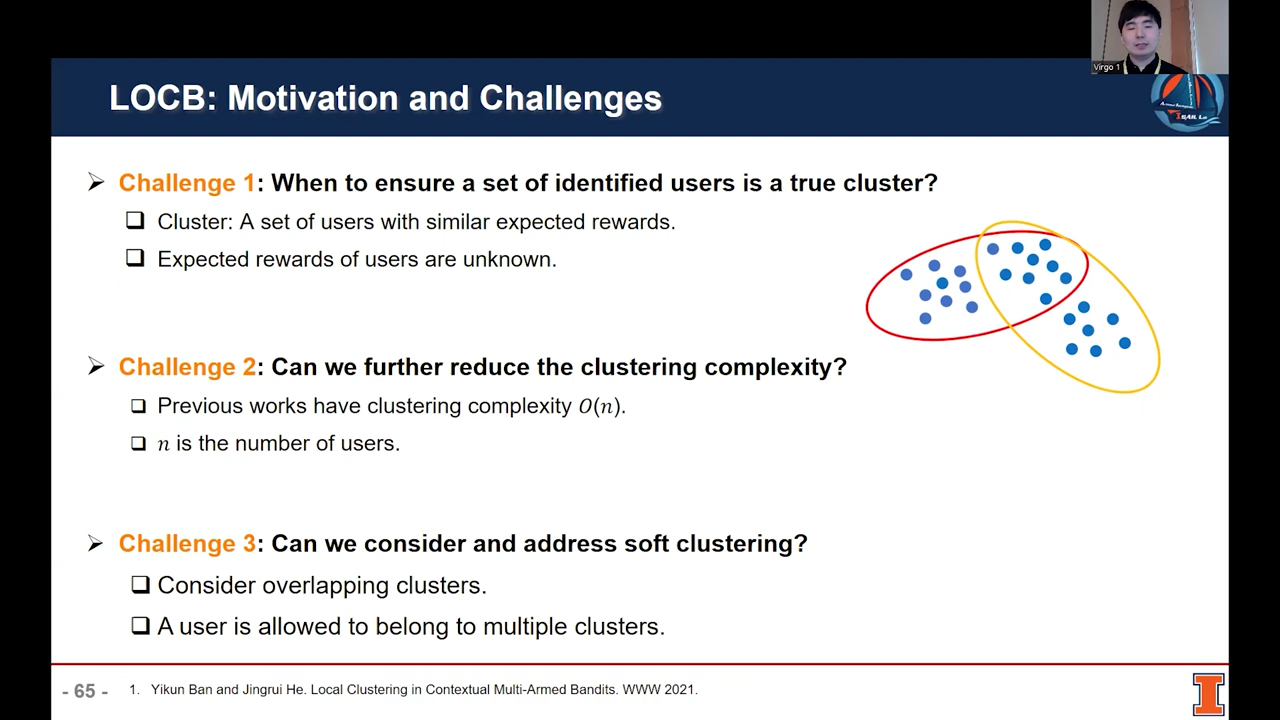 Virgo 1
LOCB: Motivation and Challenges
➢ Challenge 1: When to ensure a set of identified users is a true cluster?
❑ Cluster: A set of users with similar expected rewards.
❑ Expected rewards of users are unknown.
➢ Challenge 2: Can we further reduce the clustering complexity?
❑ Previous works have clustering complexity O(n).
❑ n is the number of users.
➢ Challenge 3: Can we consider and address soft clustering?
❑ Consider overlapping clusters.
❑ A user is allowed to belong to multiple clusters.
- 65 -
1. Yikun Ban and Jingrui He. Local Clustering in Contextual Multi-Armed Bandits. WWW 2021.